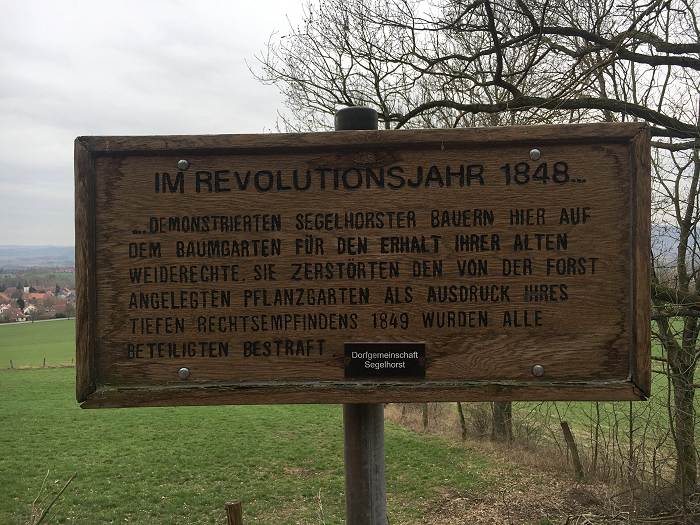 IM REVOLUTIONSJAHR 1848...
...DEMONSTRIERTEN SEGELHORSTER BAUERN HIER AUF
DEM BAUMGARTEN FÜR DEN ERHALT IHRER ALTEN
WEIDERECHTE. SIE ZERSTÖRTEN DEN VON DER FORST
ANGELEGTEN PFLANZGARTEN ALS AUSDRUCK IHRES
TIEFEN RECHTSEMPFINDENS 1849 WURDEN ALLE
BETEILIGTEN BESTRAFT
Dorfgemeinschaft
Segelhorst